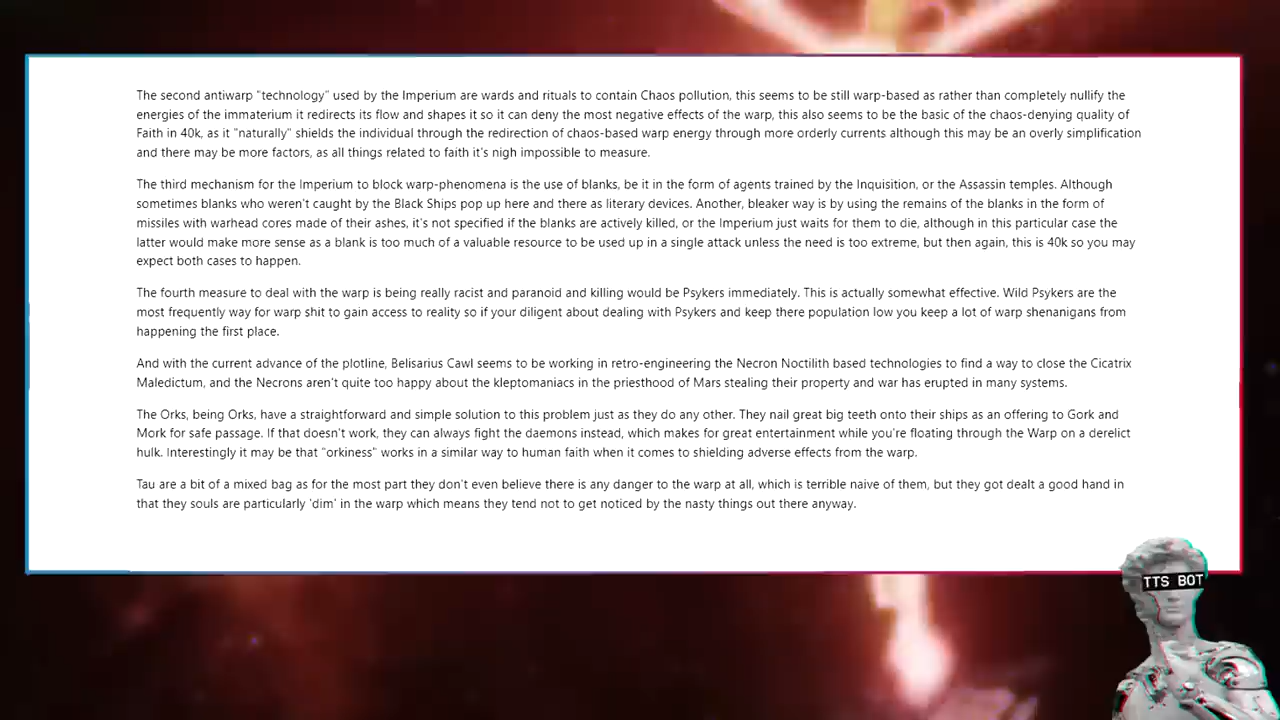 The second antiwarp "technology" used by the Imperium are wards and rituals to contain Chaos pollution, this seems to be still warp-based as rather than completely nullify the
energies of the immaterium it redirects its flow and shapes it so it can deny the most negative effects of the warp, this also seems to be the basic of the chaos-denying quality of
Faith in 40k, as it "naturally" shields the individual through the redirection of chaos-based warp energy through more orderly currents although this may be an overly simplification
and there may be more factors, as all things related to faith it's nigh impossible to measure.
The third mechanism for the Imperium to block warp-phenomena is the use of blanks, be it in the form of agents trained by the Inquisition, or the Assassin temples. Although
sometimes blanks who weren't caught by the Black Ships pop up here and there as literary devices. Another, bleaker way is by using the remains of the blanks in the form of
missiles with warhead cores made of their ashes, it's not specified if the blanks are actively killed, or the Imperium just waits for them to die, although in this particular case the
latter would make more sense as a blank is too much of a valuable resource to be used up in a single attack unless the need is too extreme, but then again, this is 40k so you may
expect both cases to happen.
The fourth measure to deal with the warp is being really racist and paranoid and killing would be Psykers immediately. This is actually somewhat effective. Wild Psykers are the
most frequently way for warp shit to gain access to reality so if your diligent about dealing with Psykers and keep there population low you keep a lot of warp shenanigans from
happening the first place.
And with the current advance of the plotline, Belisarius Cawl seems to be working in retro-engineering the Necron Noctilith based technologies to find a way to close the Cicatrix
Maledictum, and the Necrons aren't quite too happy about the kleptomaniacs in the priesthood of Mars stealing their property and war has erupted in many systems.
The Orks, being Orks, have a straightforward and simple solution to this problem just as they do any other. They nail great big teeth onto their ships as an offering to Gork and
Mork for safe passage. If that doesn't work, they can always fight the daemons instead, which makes for great entertainment while you're floating through the Warp on a derelict
hulk. Interestingly it may be that "orkiness" works in a similar way to human faith when it comes to shielding adverse effects from the warp.
Tau are a bit of a mixed bag as for the most part they don't even believe there is any danger to the warp at all, which is terrible naive of them, but they got dealt a good hand in
that they souls are particularly 'dim' in the warp which means they tend not to get noticed by the nasty things out there anyway.
TTS BOT